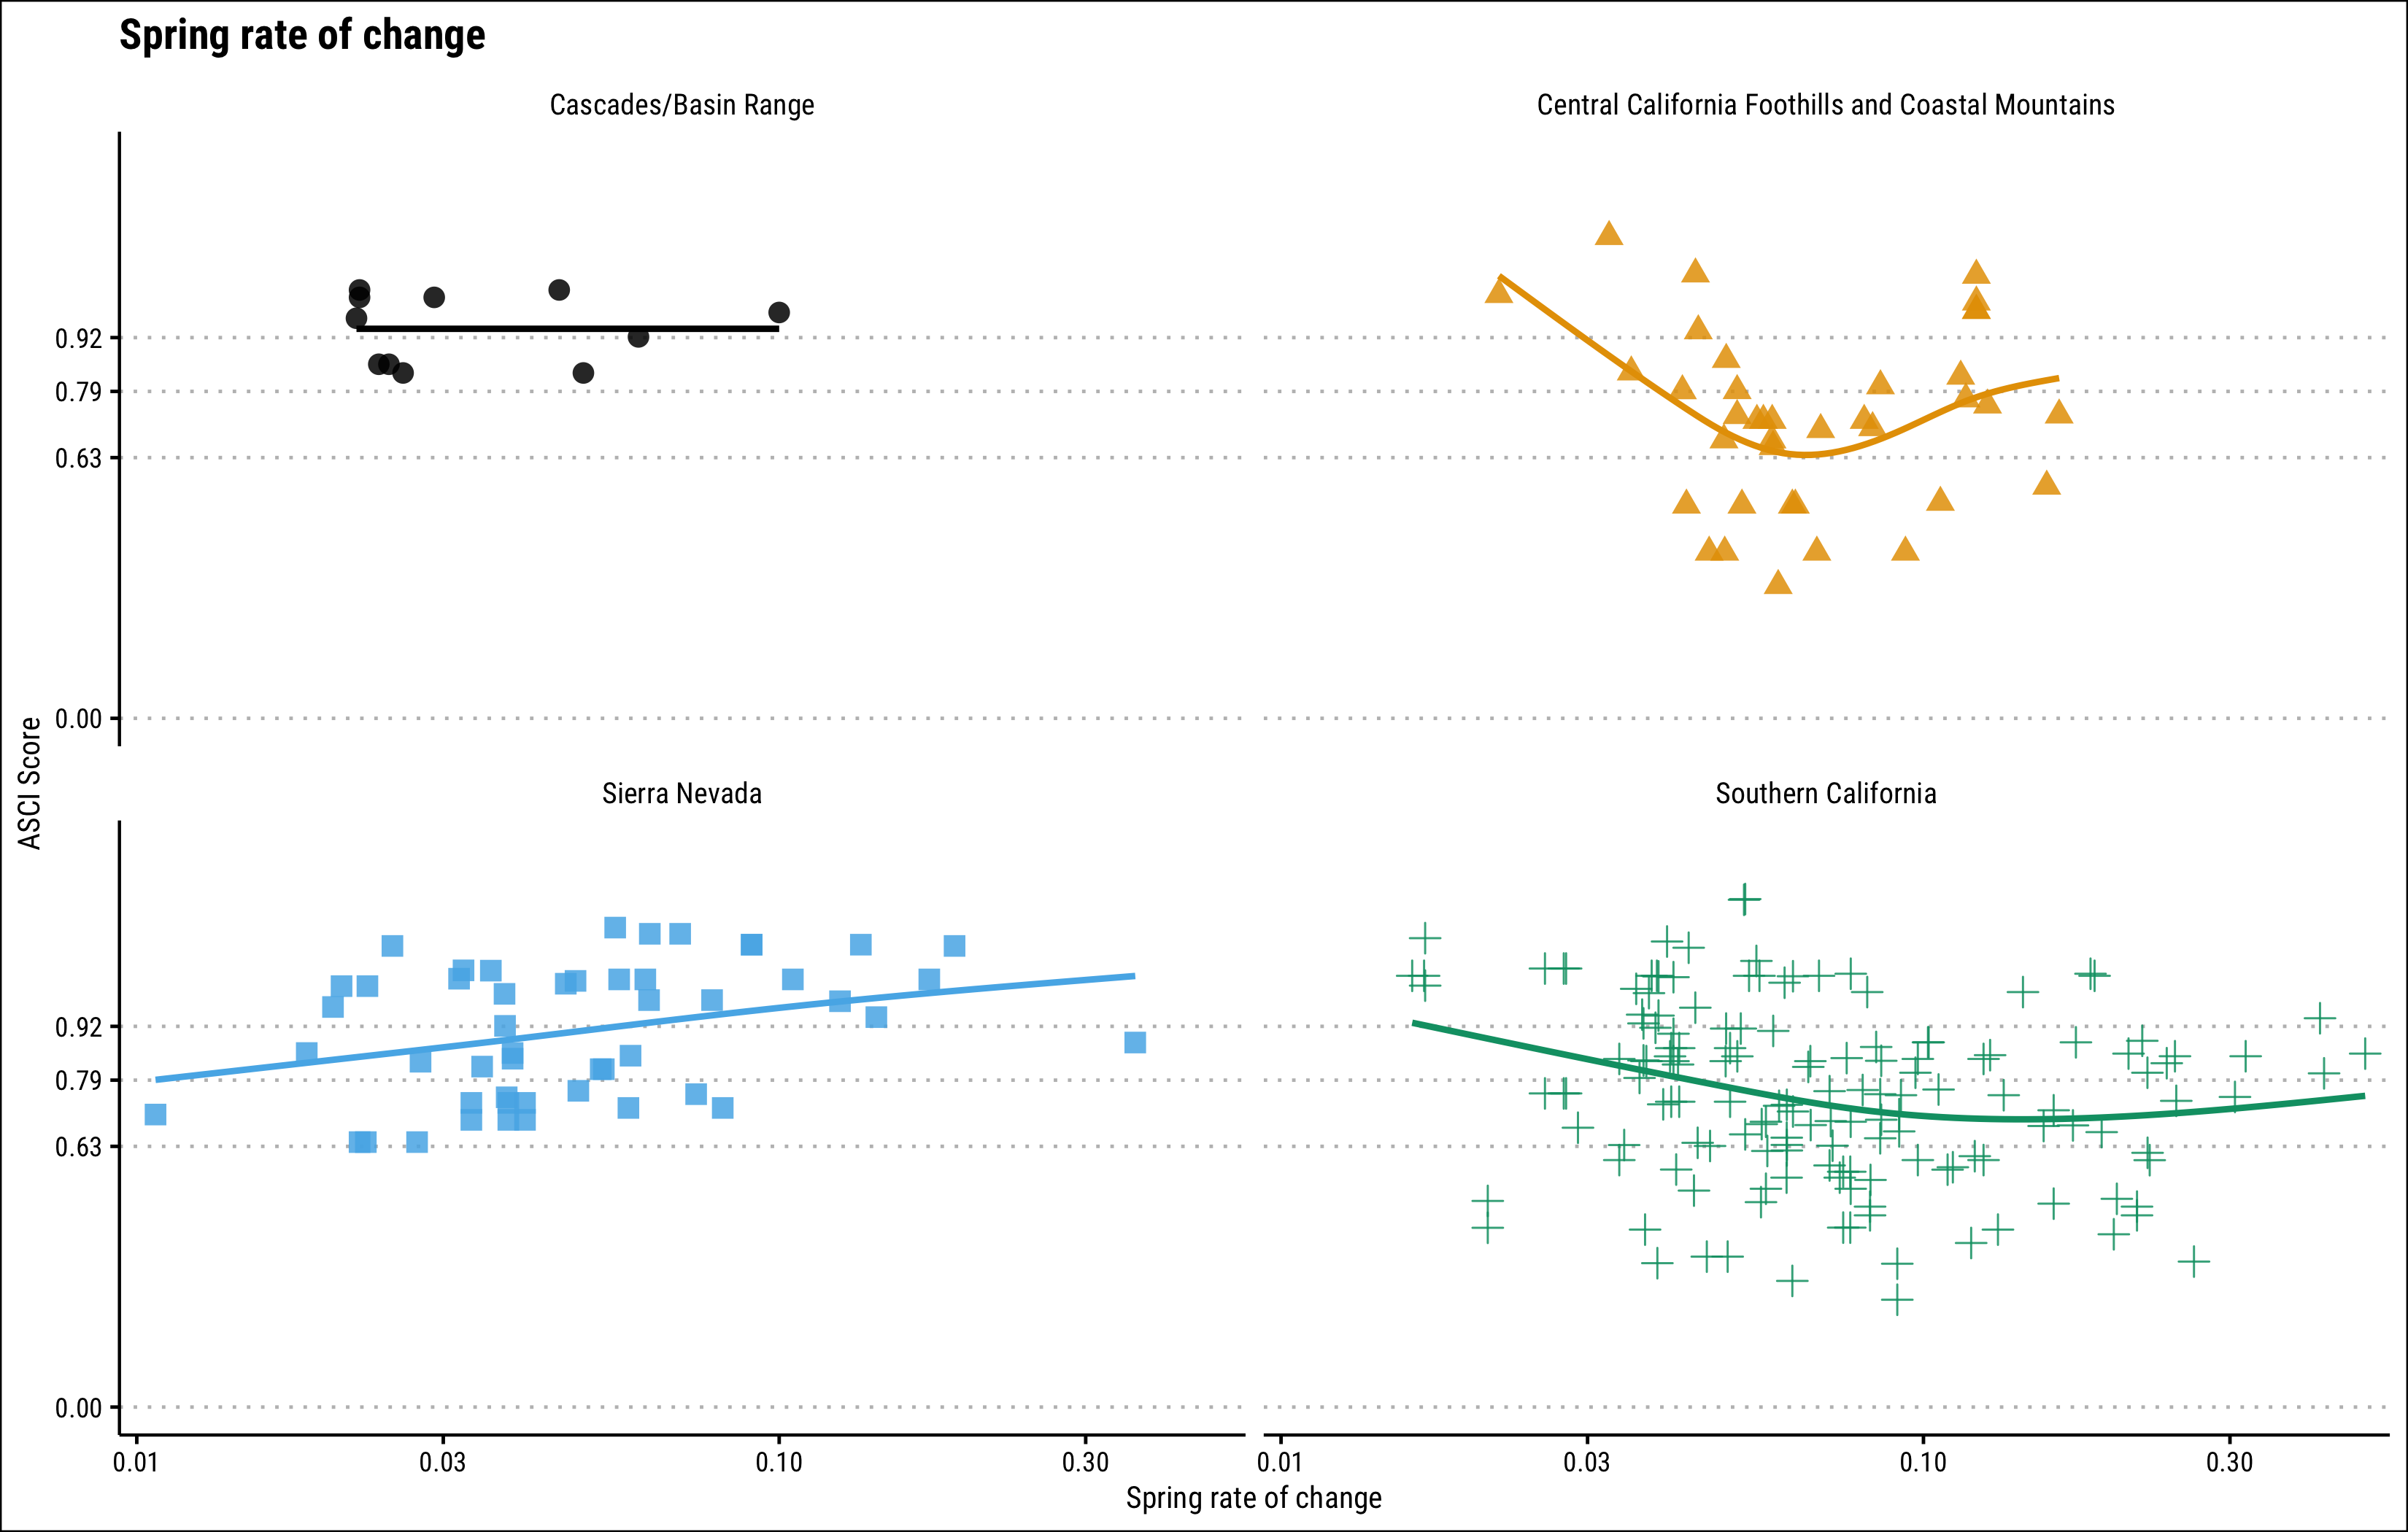 Spring rate of change
Cascades/Basin Range
Central California Foothills and Coastal Mountains
0.92
0.79
0.63
0.00
ASCI Score
Sierra Nevada
Southern California
0.92
0.79
0.63
0.00
0.01 0.03 0.10 0.30
0.01 0.03 0.10 0.30
Spring rate of change